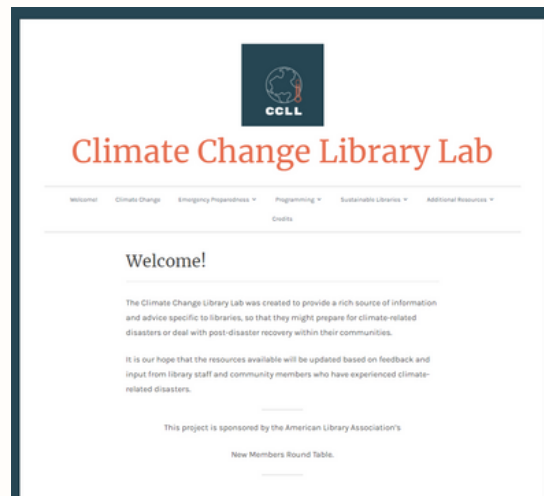 CCLL
Climate Change Library Lab
Welcome! Climate Change Emergency Preparedness Programming Sustainable Libraries Additional Resources
Credits
Welcome!
The Climate Change Library Lab was created to provide a rich source of information
and advice specific to libraries, so that they might prepare for climate-related
disasters or deal with post-disaster recovery within their communities.
It is our hope that the resources available will be updated based on feedback and
input from library staff and community members who have experienced climate-
related disasters.
This project is sponsored by the American Library Association's
New Members Round Table.